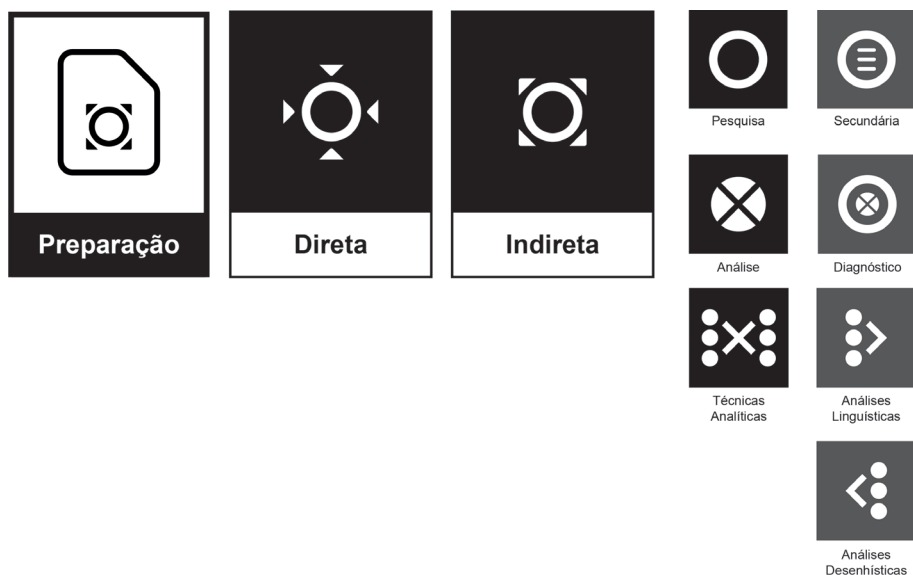 Preparação
Direta
Indireta
Pesquisa
Secundária
Análise
Diagnóstico
Técnicas
Analíticas
Análises
Linguísticas
Análises
Desenhísticas